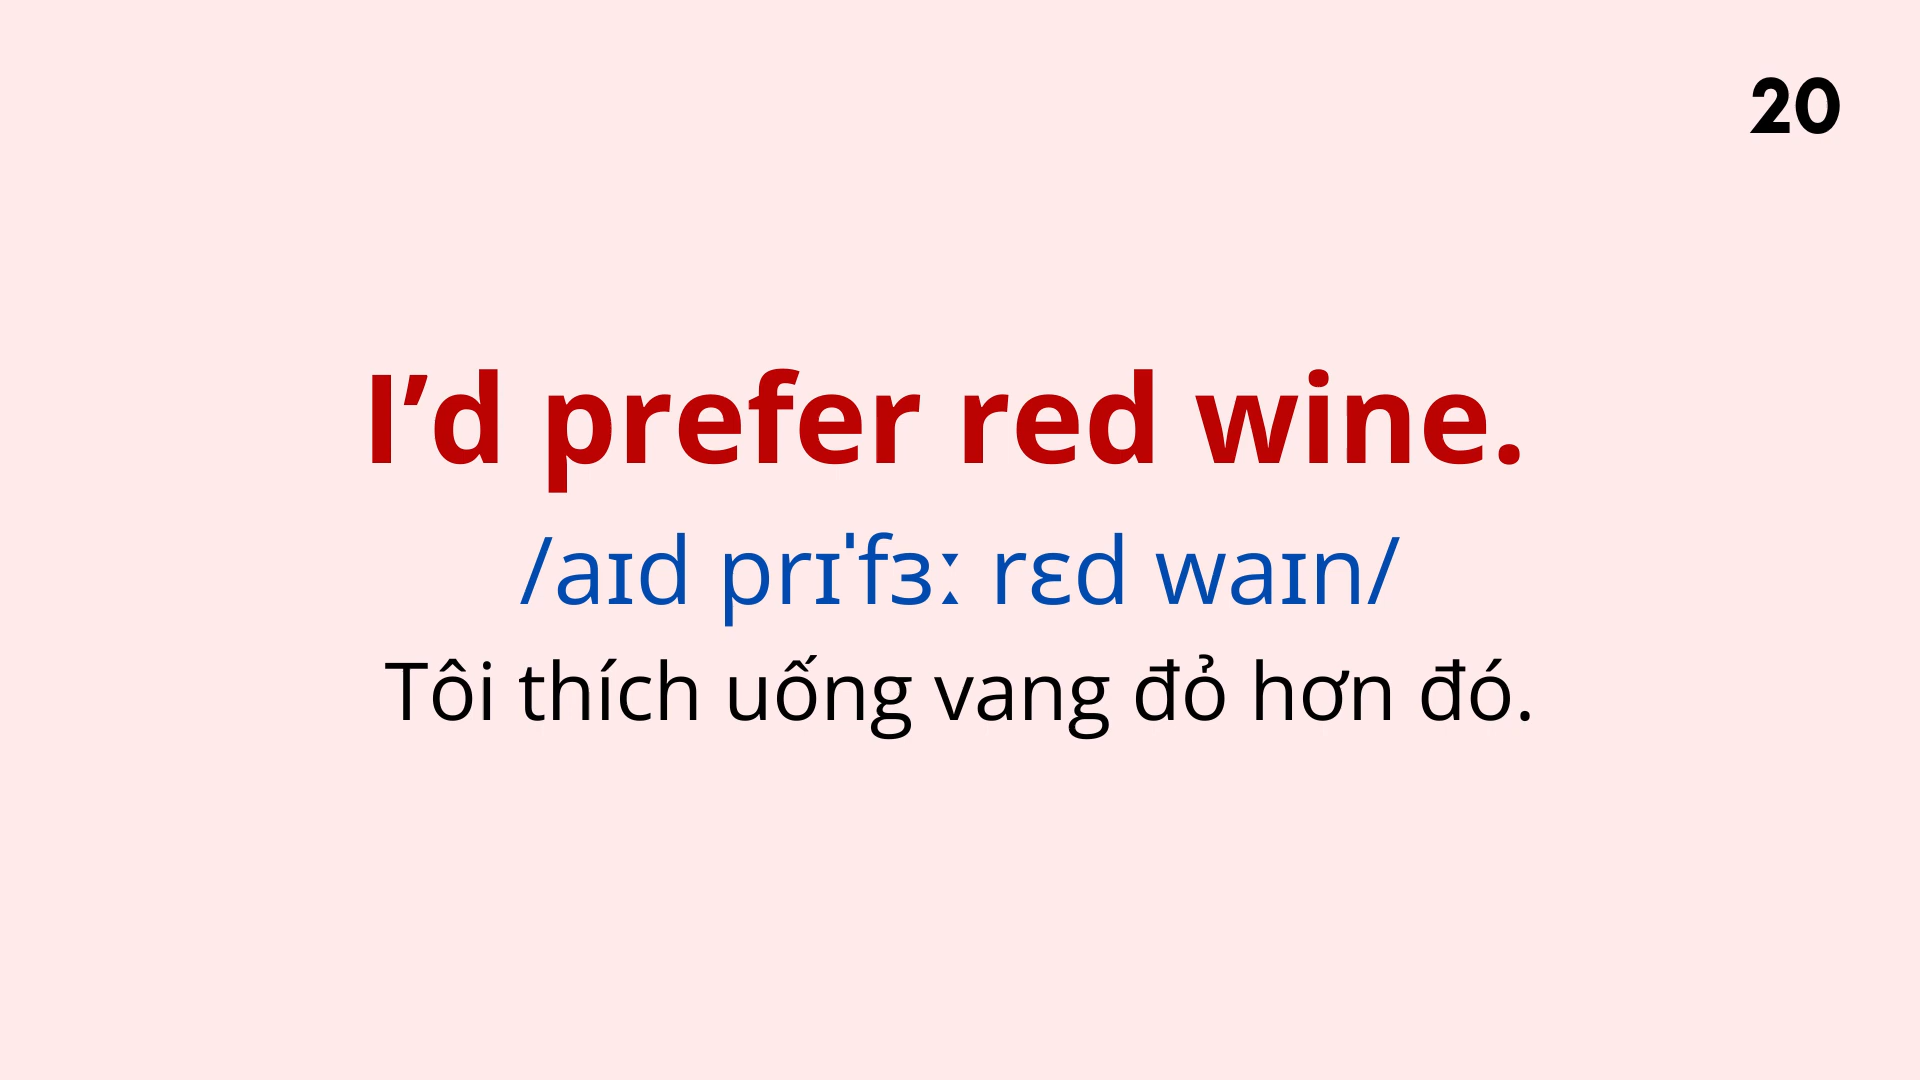 20
I’d prefer red wine.
/aɪd prɪˈfɜː rɛd waɪn/
Tôi thích uống vang đỏ hơn đó.